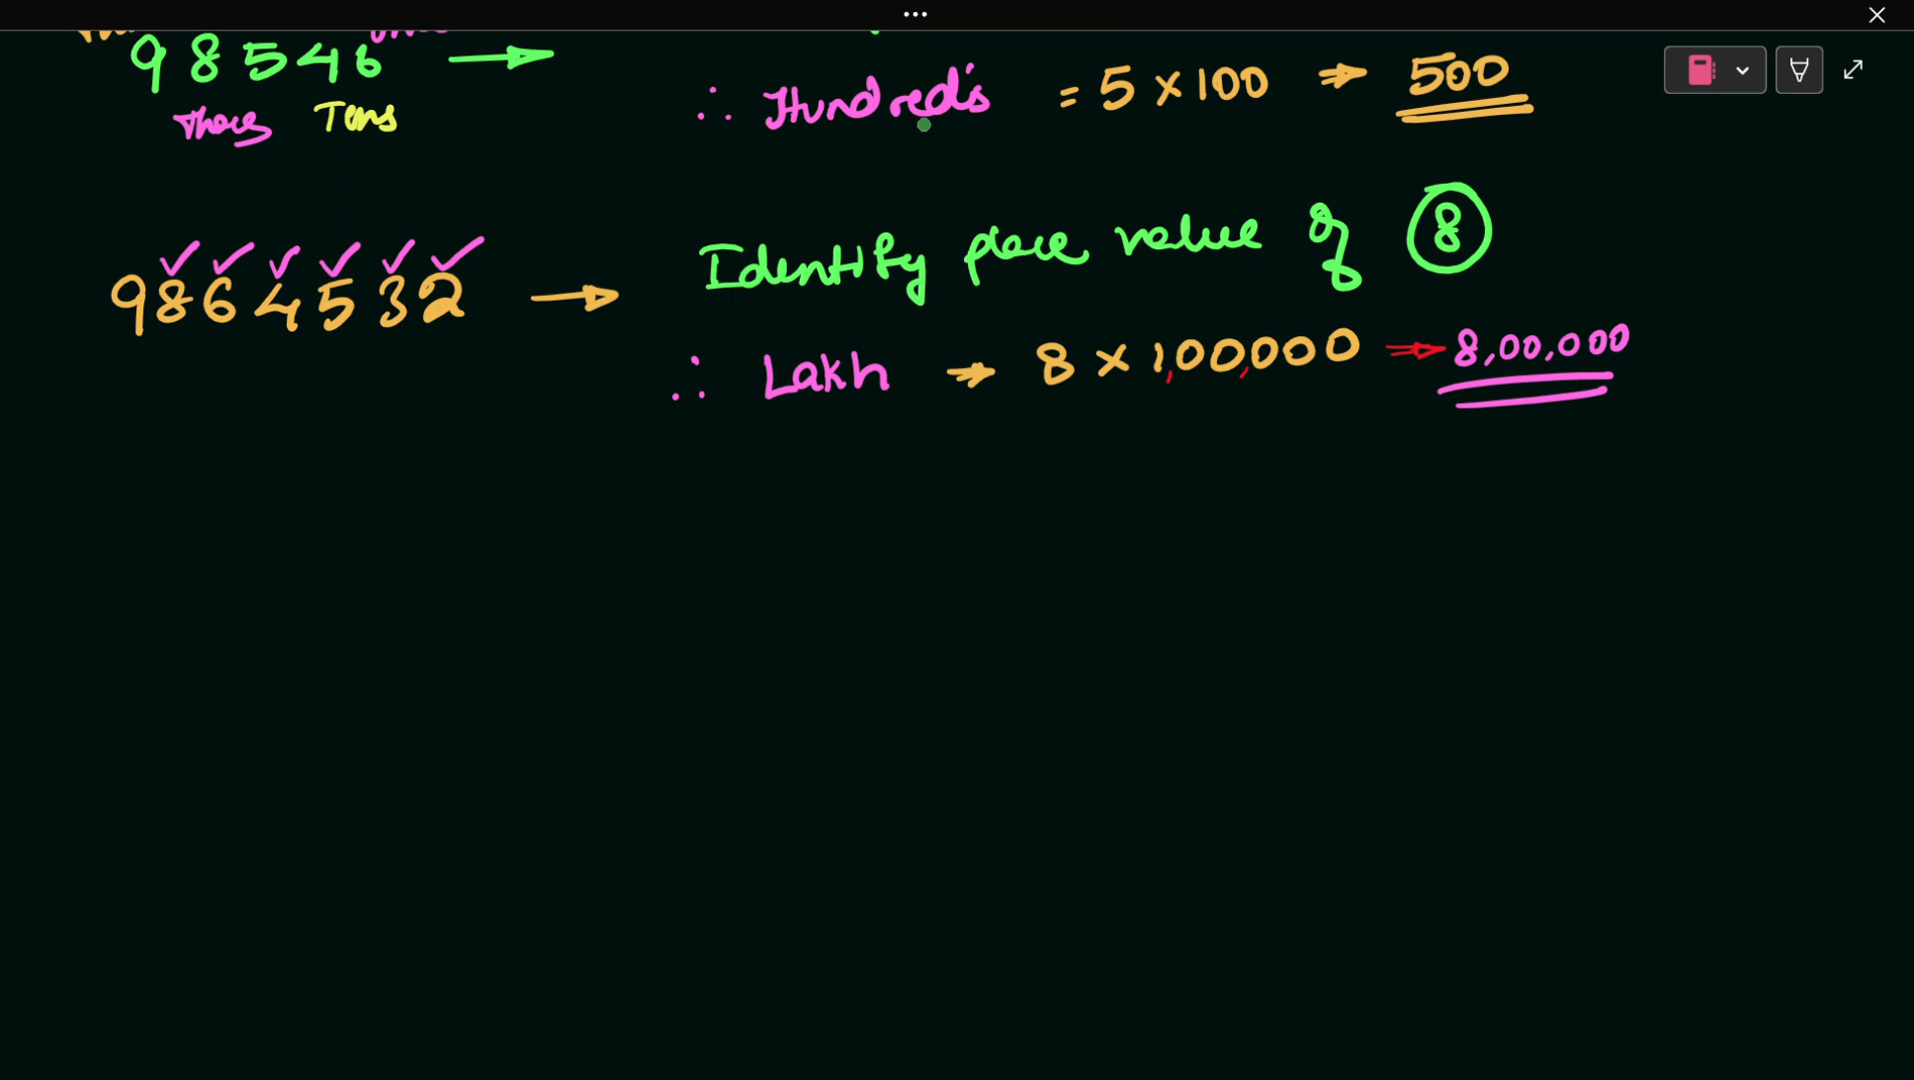 98546 →
Tens
∴ Hundred's = 5 × 100 ⇒ 500
Identify place value of 8
9864532 →
∴ Lakh ⇒ 8 × 1,00,000 ⇒ 8,00,000